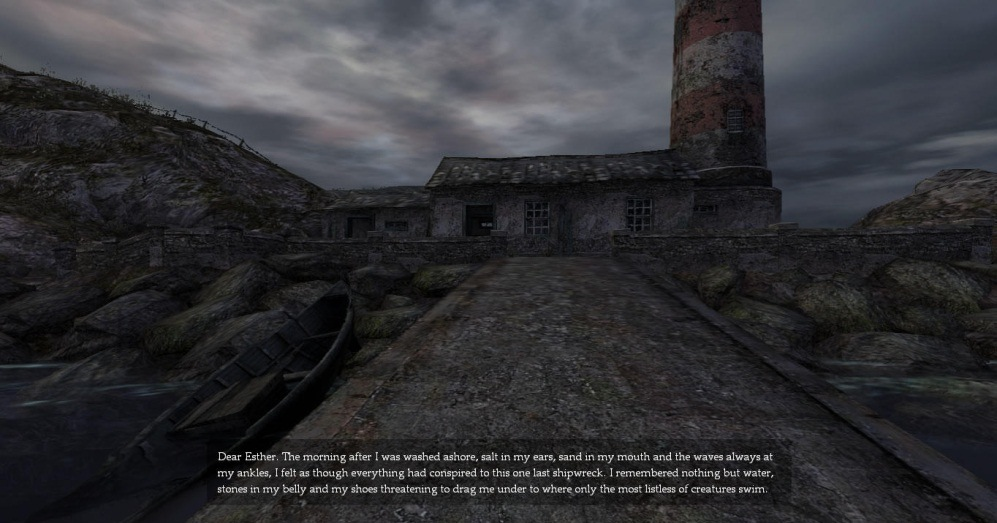 Dear Esther. The morning after I was washed ashore, salt in my ears, sand in my mouth and the waves always at
my ankles, I felt as though everything had conspired to this one last shipwreck. I remembered nothing but water,
stones in my belly and my shoes threatening to drag me under to where only the most listless of creatures swim.